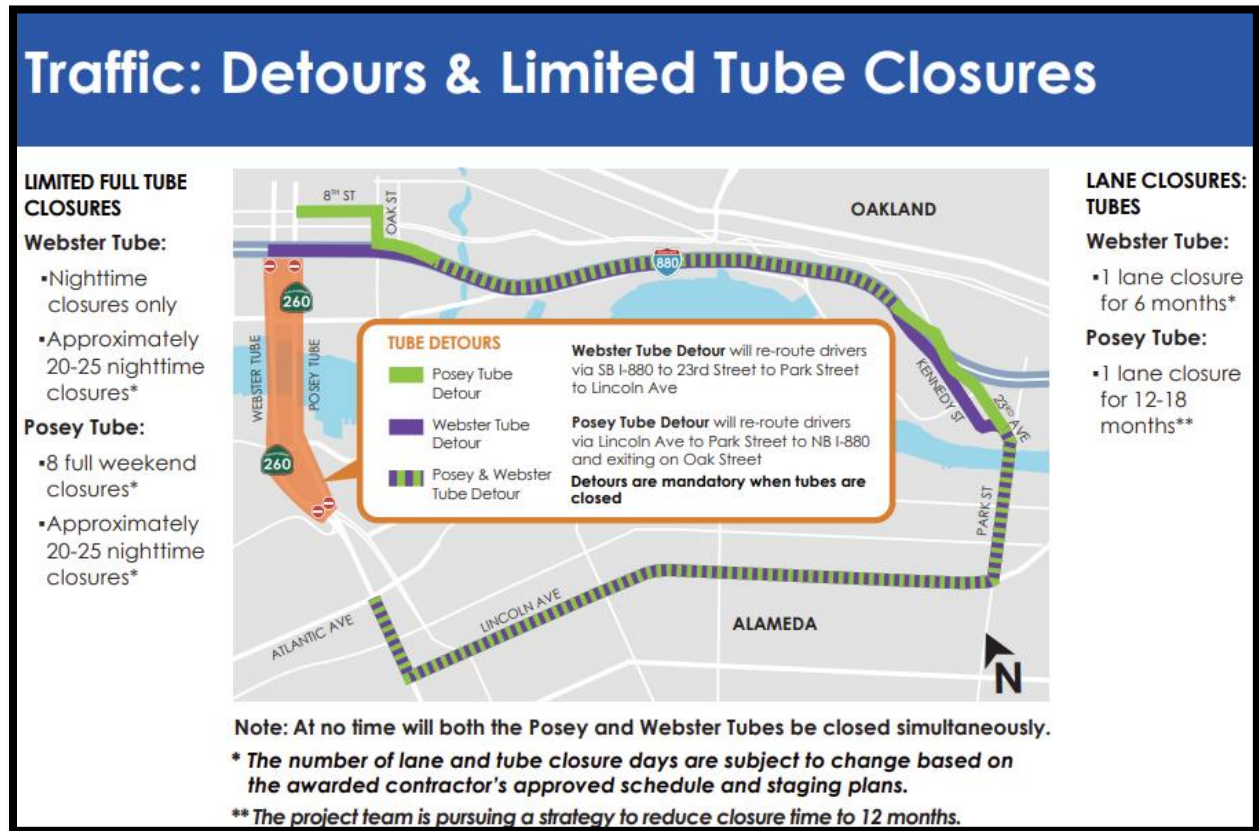 Traffic: Detours & Limited Tube Closures
LIMITED FULL TUBE
CLOSURES
Webster Tube:
▪Nighttime
closures only
▪Approximately
20-25 nighttime
closures*
Posey Tube:
▪8 full weekend
closures*
▪Approximately
20-25 nighttime
closures*
8TH ST
OAK ST
OAKLAND
880
CALIFORNIA
260
WEBSTER TUBE
POSEY TUBE
CALIFORNIA
260
KENNEDY ST
23RD AVE
PARK ST
TUBE DETOURS
Posey Tube
Detour
Webster Tube
Detour
Posey & Webster
Tube Detour
Webster Tube Detour will re-route drivers
via SB I-880 to 23rd Street to Park Street
to Lincoln Ave
Posey Tube Detour will re-route drivers
via Lincoln Ave to Park Street to NB I-880
and exiting on Oak Street
Detours are mandatory when tubes are
closed
ATLANTIC AVE
LINCOLN AVE
ALAMEDA
N
LANE CLOSURES:
TUBES
Webster Tube:
▪1 lane closure
for 6 months*
Posey Tube:
▪1 lane closure
for 12-18
months**
Note: At no time will both the Posey and Webster Tubes be closed simultaneously.
* The number of lane and tube closure days are subject to change based on
the awarded contractor's approved schedule and staging plans.
** The project team is pursuing a strategy to reduce closure time to 12 months.